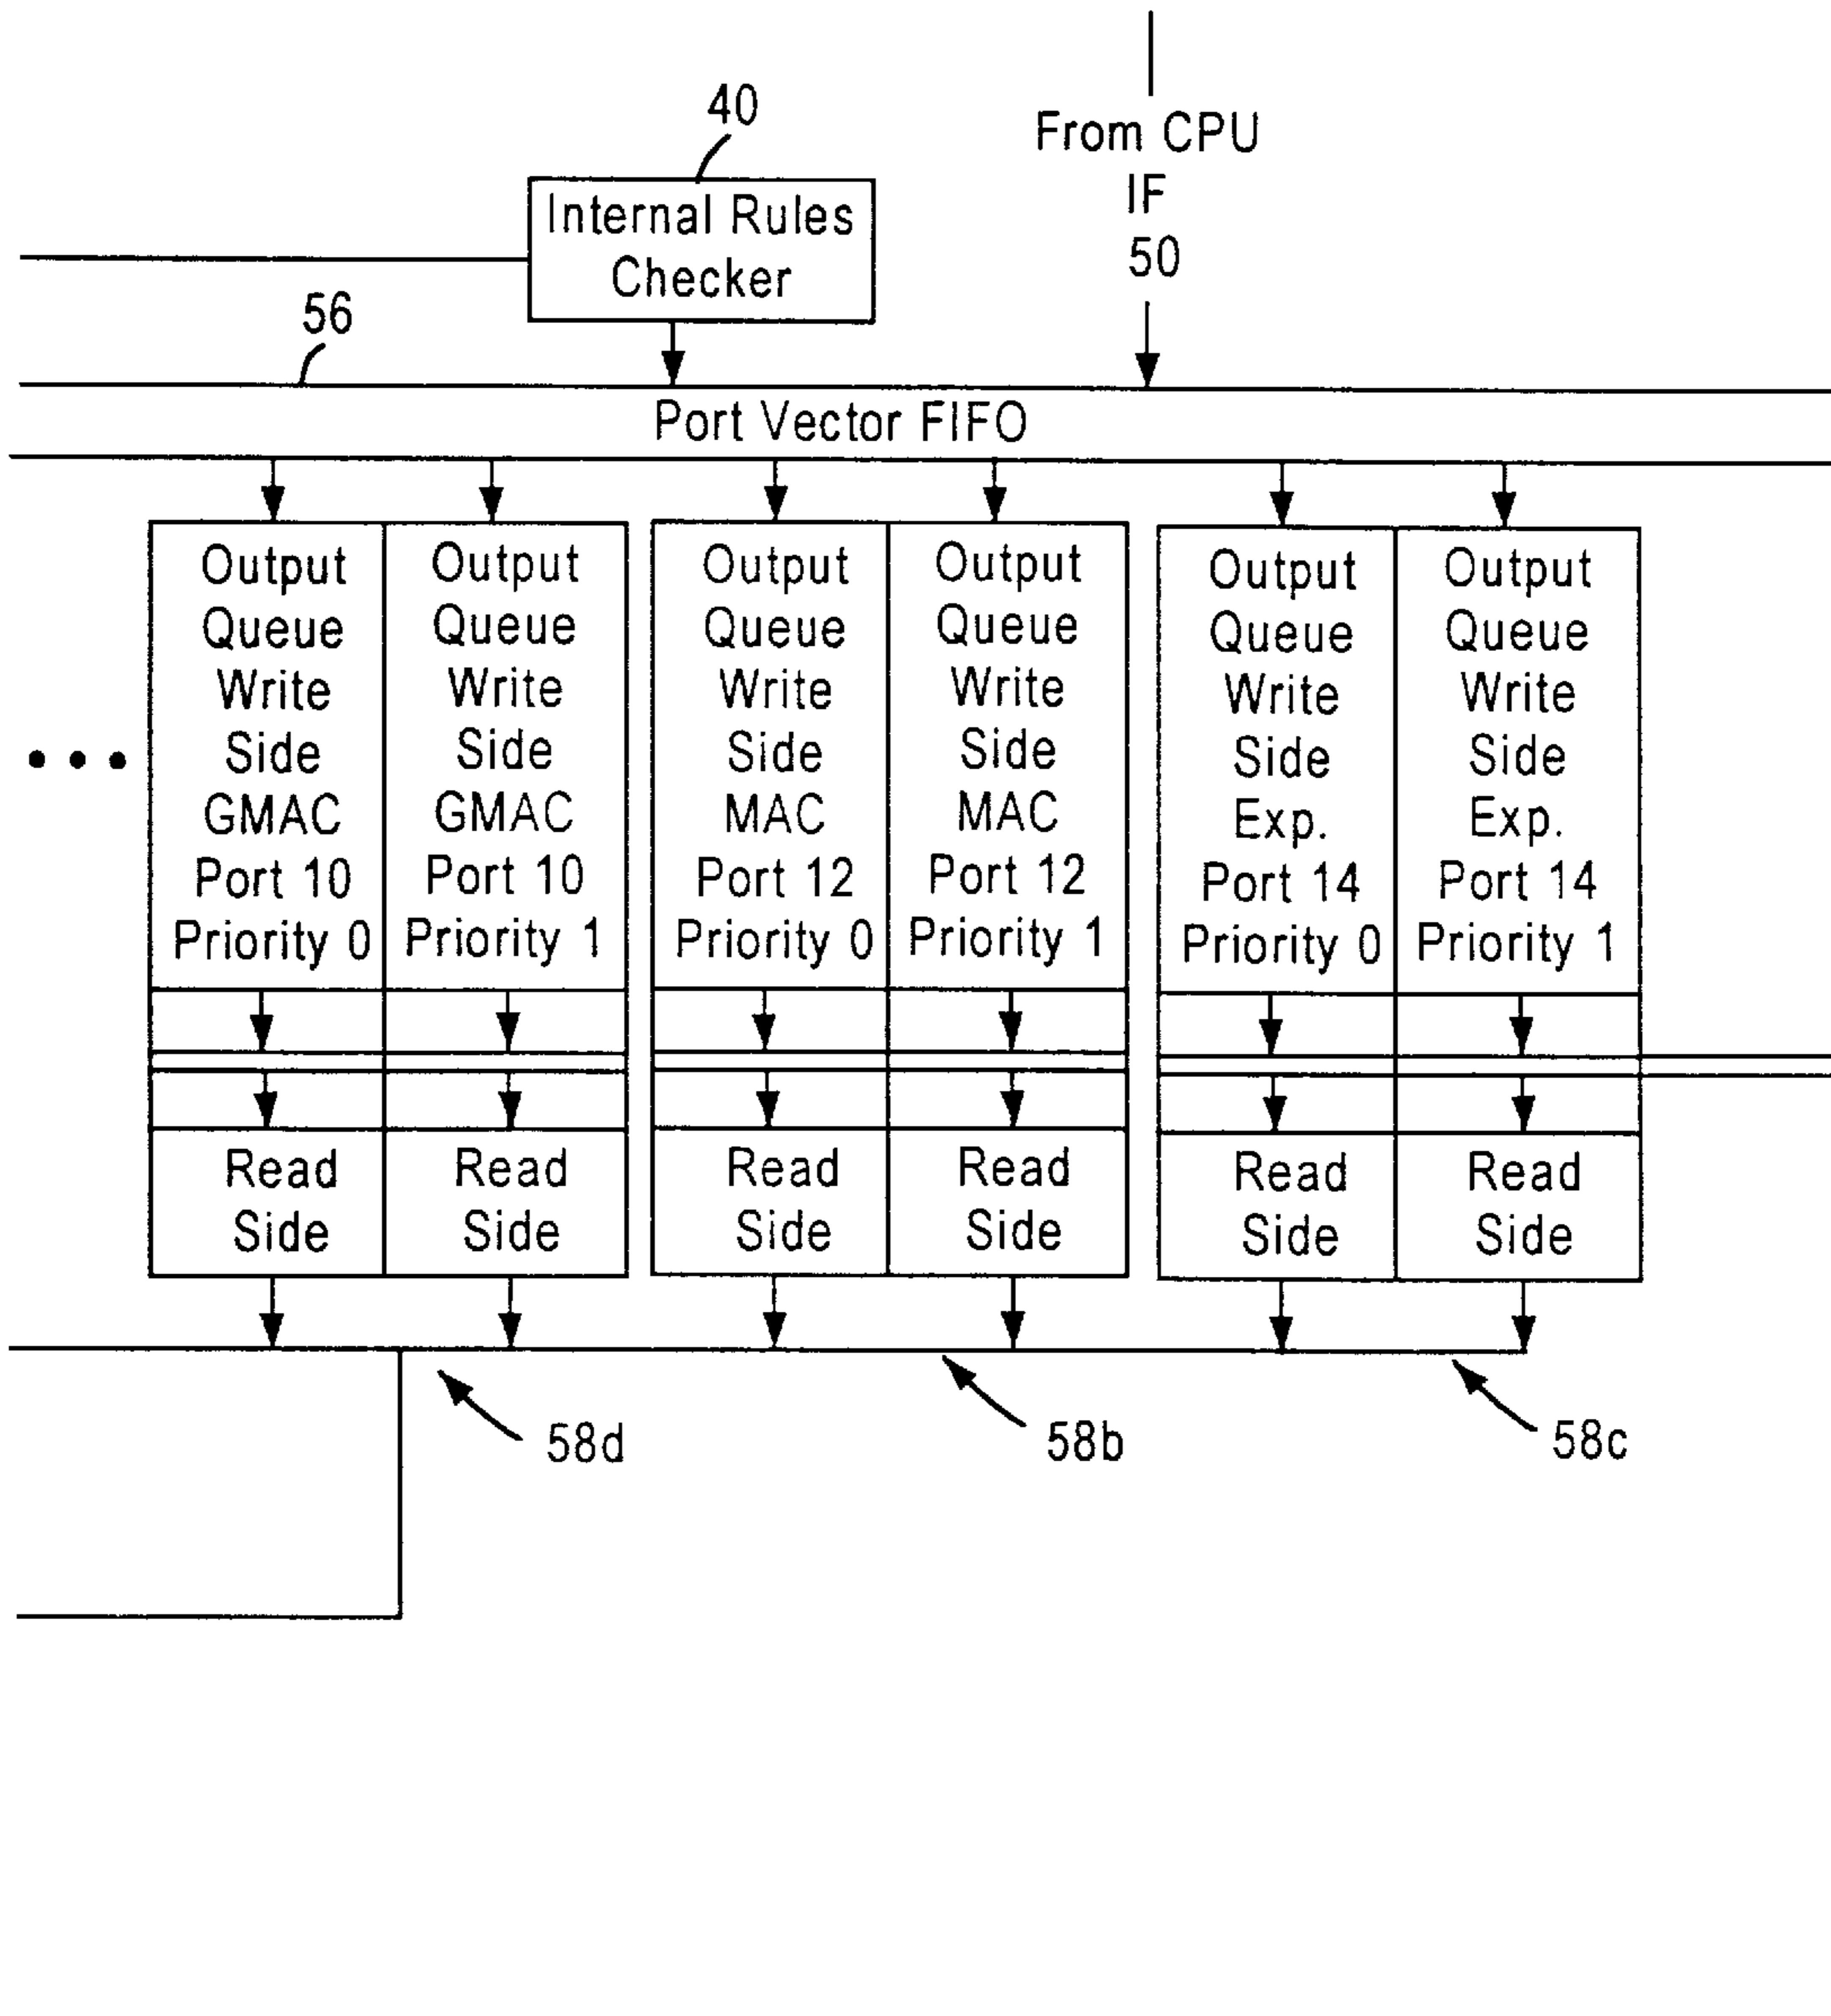 40
From CPU
IF
50
Internal Rules
Checker
56
Port Vector FIFO
Output
Queue
Write
Side
GMAC
Port 10
Priority 0
Output
Queue
Write
Side
GMAC
Port 10
Priority 1
Output
Queue
Write
Side
MAC
Port 12
Priority 0
Output
Queue
Write
Side
MAC
Port 12
Priority 1
Output
Queue
Write
Side
Exp.
Port 14
Priority 0
Output
Queue
Write
Side
Exp.
Port 14
Priority 1
Read
Side
Read
Side
Read
Side
Read
Side
Read
Side
Read
Side
58d
58b
58c